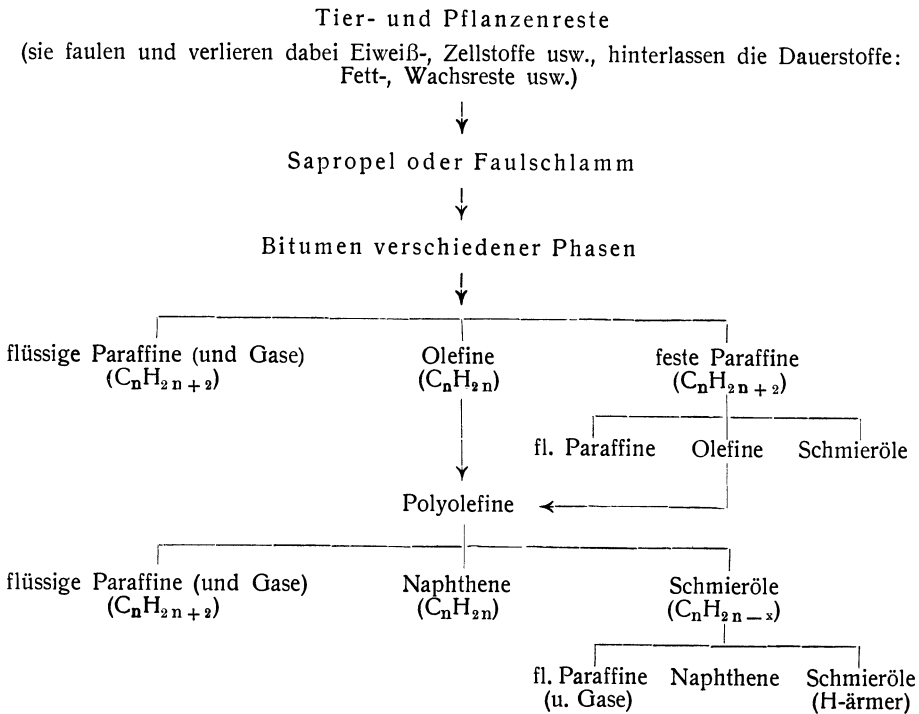 Tier- und Pflanzenreste
(sie faulen und verlieren dabei Eiweiß-, Zellstoffe usw., hinterlassen die Dauerstoffe:
Fett-, Wachsreste usw.)
Sapropel oder Faulschlamm
Bitumen verschiedener Phasen
flüssige Paraffine (und Gase) Olefine feste Paraffine
(CₙH₂ₙ₊₂) (CₙH₂ₙ) (CₙH₂ₙ₊₂)
fl. Paraffine Olefine Schmieröle
Polyolefine
flüssige Paraffine (und Gase) Naphthene Schmieröle
(CₙH₂ₙ₊₂) (CₙH₂ₙ) (CₙH₂ₙ₋ₓ)
fl. Paraffine Naphthene Schmieröle
(u. Gase) (H-ärmer)